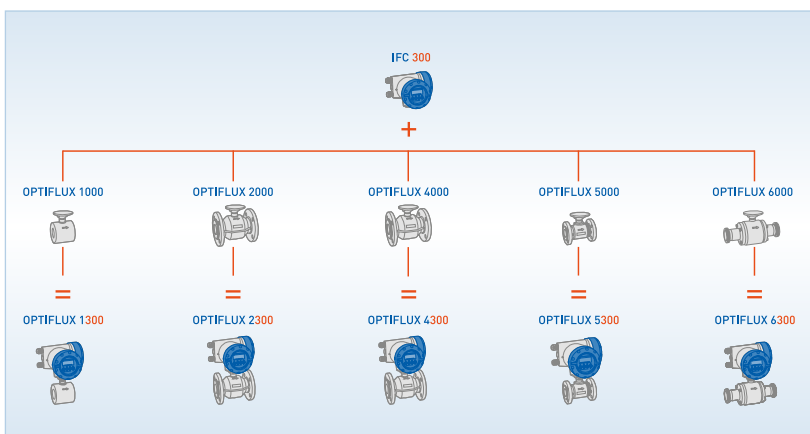 IFC 300
+
OPTIFLUX 1000
OPTIFLUX 2000
OPTIFLUX 4000
OPTIFLUX 5000
OPTIFLUX 6000
= = = = =
OPTIFLUX 1300
OPTIFLUX 2300
OPTIFLUX 4300
OPTIFLUX 5300
OPTIFLUX 6300